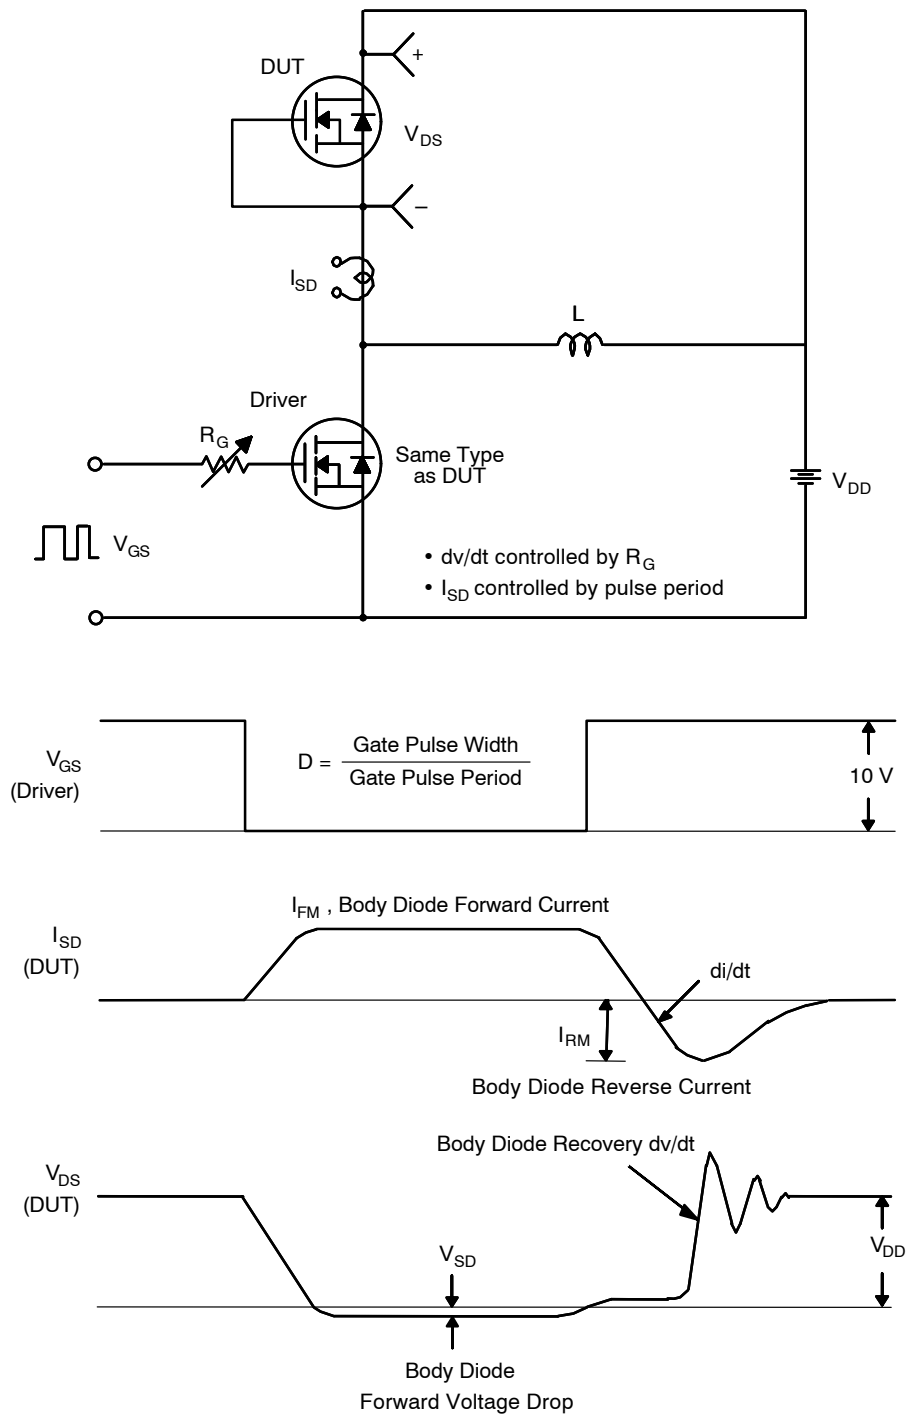 DUT
+
V_DS
–
I_SD
L
Driver
R_G
Same Type
as DUT
V_DD
V_GS
• dv/dt controlled by R_G
• I_SD controlled by pulse period
V_GS
(Driver)
D = Gate Pulse Width
Gate Pulse Period
10 V
I_FM , Body Diode Forward Current
I_SD
(DUT)
di/dt
I_RM
Body Diode Reverse Current
Body Diode Recovery dv/dt
V_DS
(DUT)
V_SD
V_DD
Body Diode
Forward Voltage Drop